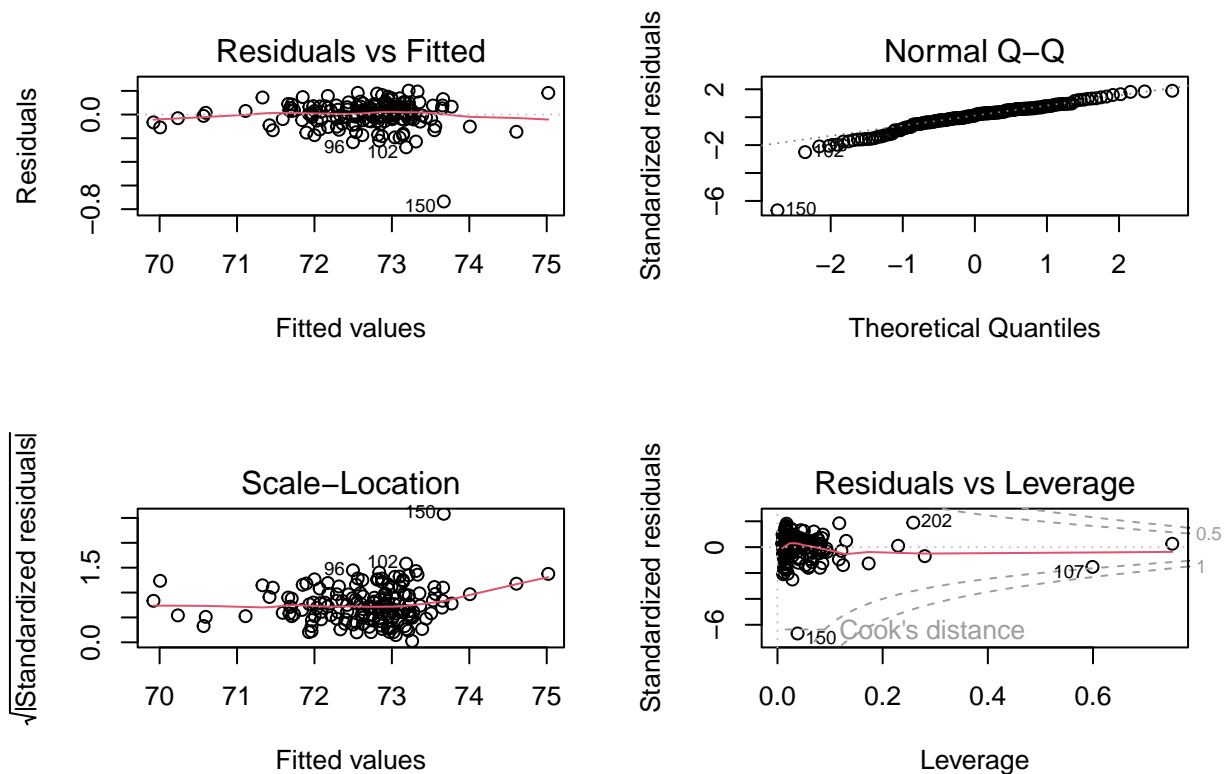 Residuals vs Fitted
Residuals
0.0
−0.8
96
102
150
70 71 72 73 74 75
Fitted values
Normal Q−Q
Standardized residuals
2
−2
−6
102
150
−2 −1 0 1 2
Theoretical Quantiles
Scale−Location
√|Standardized residuals|
1.5
0.0
150
102
96
70 71 72 73 74 75
Fitted values
Residuals vs Leverage
Standardized residuals
0
−6
202
107
150
Cook's distance
0.5
1
0.0 0.2 0.4 0.6
Leverage